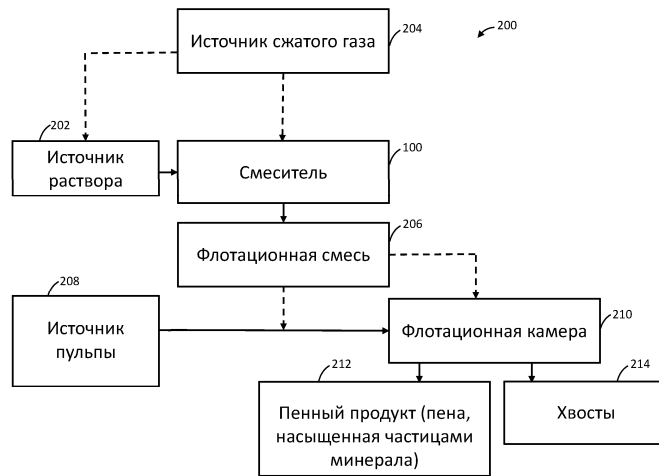 Источник сжатого газа
204
200
202
Источник
раствора
100
Смеситель
206
Флотационная смесь
208
Источник
пульпы
210
Флотационная камера
212
Пенный продукт (пена,
насыщенная частицами
минерала)
214
Хвосты